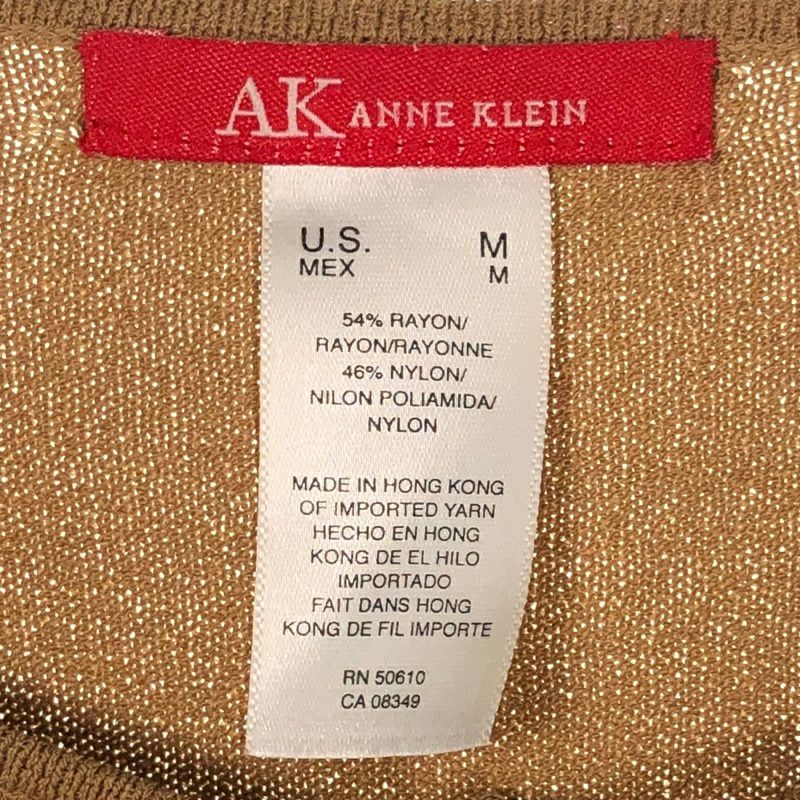 AK ANNE KLEIN
U.S. M
MEX M
54% RAYON/
RAYON/RAYONNE
46% NYLON/
NILON POLIAMIDA/
NYLON
MADE IN HONG KONG
OF IMPORTED YARN
HECHO EN HONG
KONG DE EL HILO
IMPORTADO
FAIT DANS HONG
KONG DE FIL IMPORTE
RN 50610
CA 08349